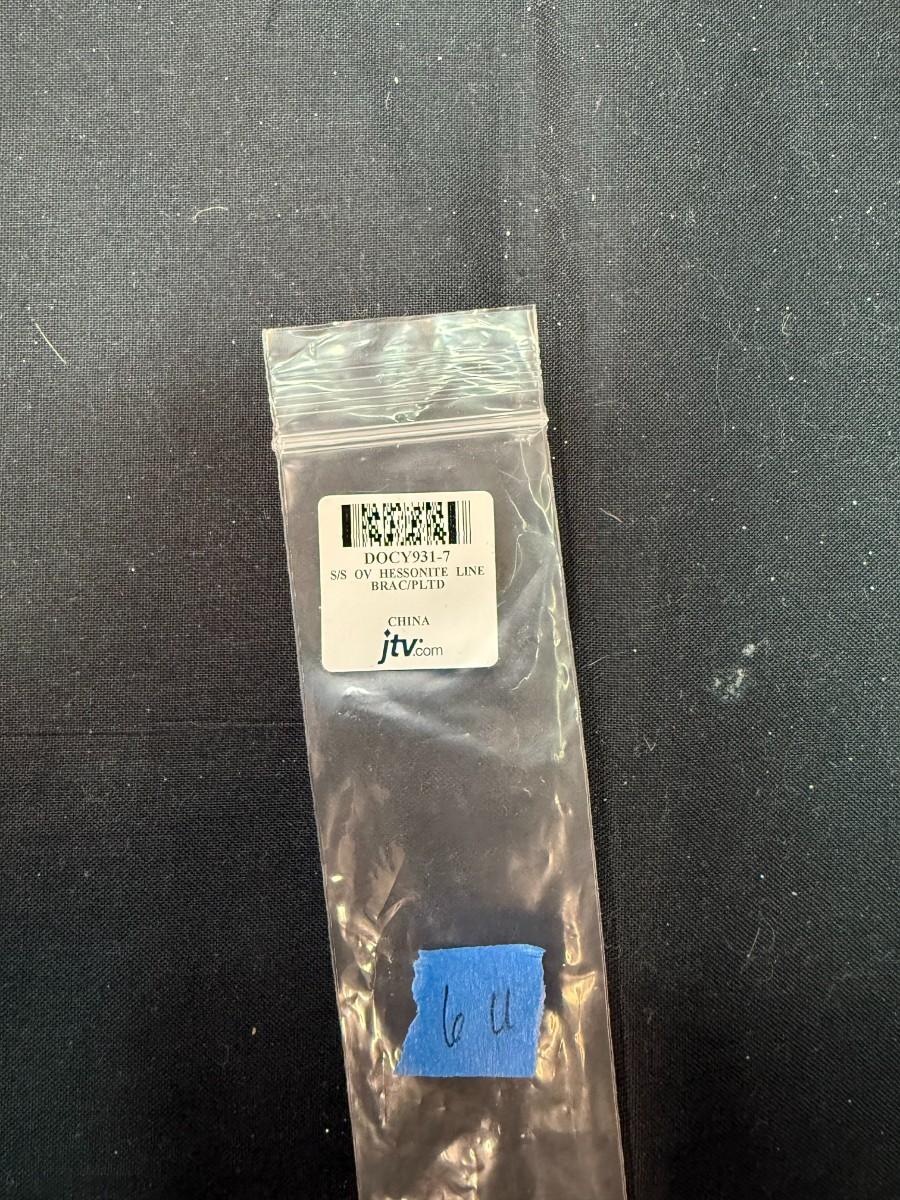 DOCY931-7
S/S OV HESSONITE LINE
BRAC/PLTD
CHINA
jtv.com
6 U